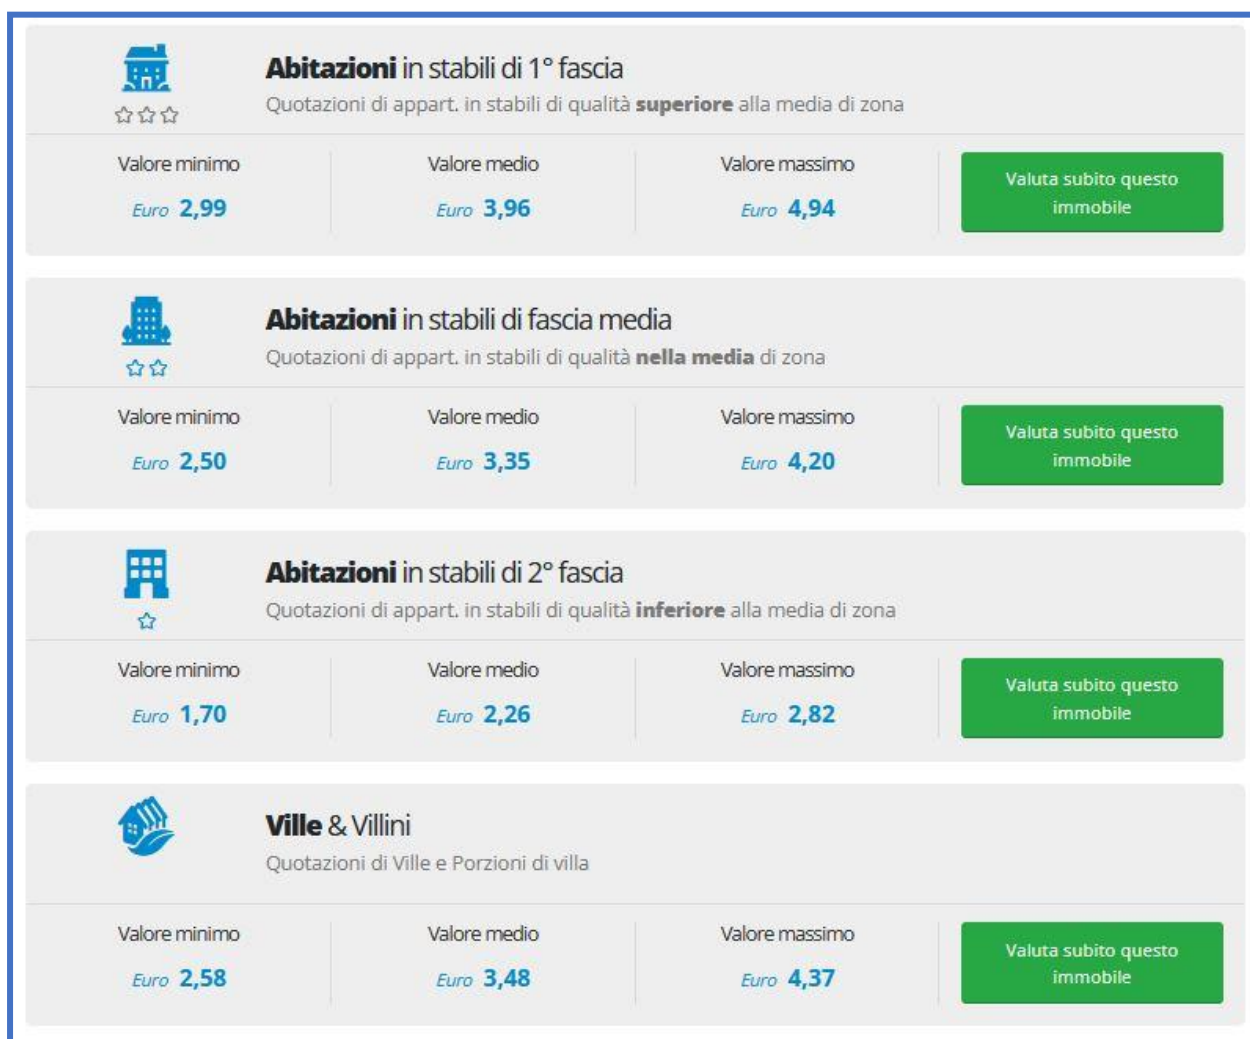 Abitazioni in stabili di 1° fascia
Quotazioni di appart. in stabili di qualità superiore alla media di zona
Valore minimo Valore medio Valore massimo
Euro 2,99 Euro 3,96 Euro 4,94
Valuta subito questo
immobile
Abitazioni in stabili di fascia media
Quotazioni di appart. in stabili di qualità nella media di zona
Valore minimo Valore medio Valore massimo
Euro 2,50 Euro 3,35 Euro 4,20
Valuta subito questo
immobile
Abitazioni in stabili di 2° fascia
Quotazioni di appart. in stabili di qualità inferiore alla media di zona
Valore minimo Valore medio Valore massimo
Euro 1,70 Euro 2,26 Euro 2,82
Valuta subito questo
immobile
Ville & Villini
Quotazioni di Ville e Porzioni di villa
Valore minimo Valore medio Valore massimo
Euro 2,58 Euro 3,48 Euro 4,37
Valuta subito questo
immobile